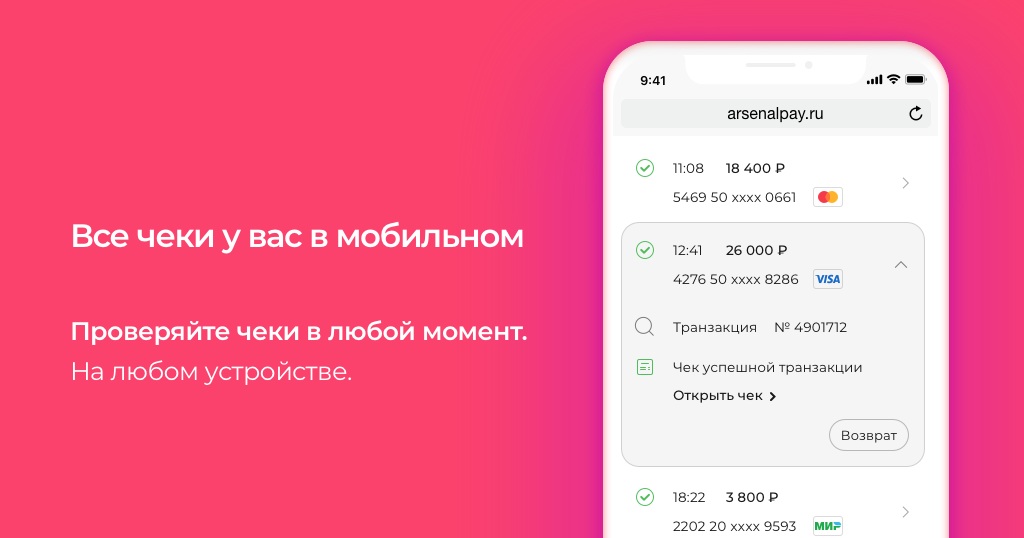 Все чеки у вас в мобильном
Проверяйте чеки в любой момент.
На любом устройстве.
9:41
arsenalpay.ru
11:08 18 400 ₽
5469 50 xxxx 0661
12:41 26 000 ₽
4276 50 xxxx 8286 VISA
Транзакция № 4901712
Чек успешной транзакции
Открыть чек
Возврат
18:22 3 800 ₽
2202 20 xxxx 9593 МИР